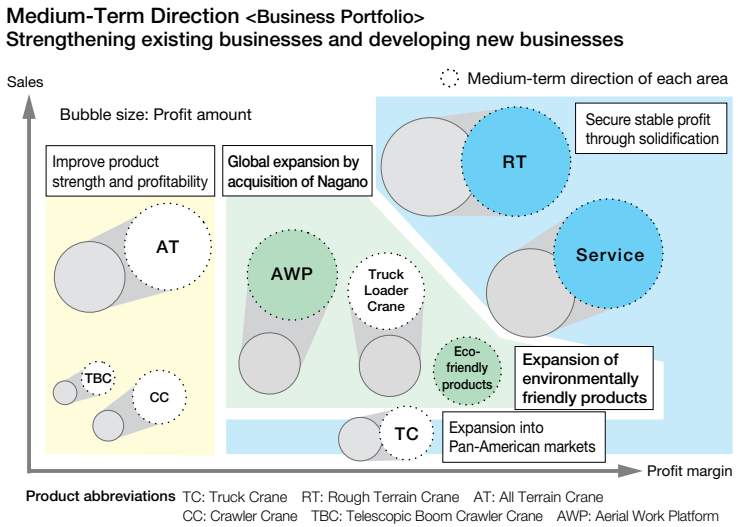 Medium-Term Direction <Business Portfolio>
Strengthening existing businesses and developing new businesses
Sales
Medium-term direction of each area
Bubble size: Profit amount
Secure stable profit
through solidification
Improve product
strength and profitability
Global expansion by
acquisition of Nagano
RT
AT
Service
AWP
Truck
Loader
Crane
Eco-
friendly
products
Expansion of
environmentally
friendly products
TBC
CC
TC
Expansion into
Pan-American markets
Profit margin
Product abbreviations TC: Truck Crane RT: Rough Terrain Crane AT: All Terrain Crane
CC: Crawler Crane TBC: Telescopic Boom Crawler Crane AWP: Aerial Work Platform